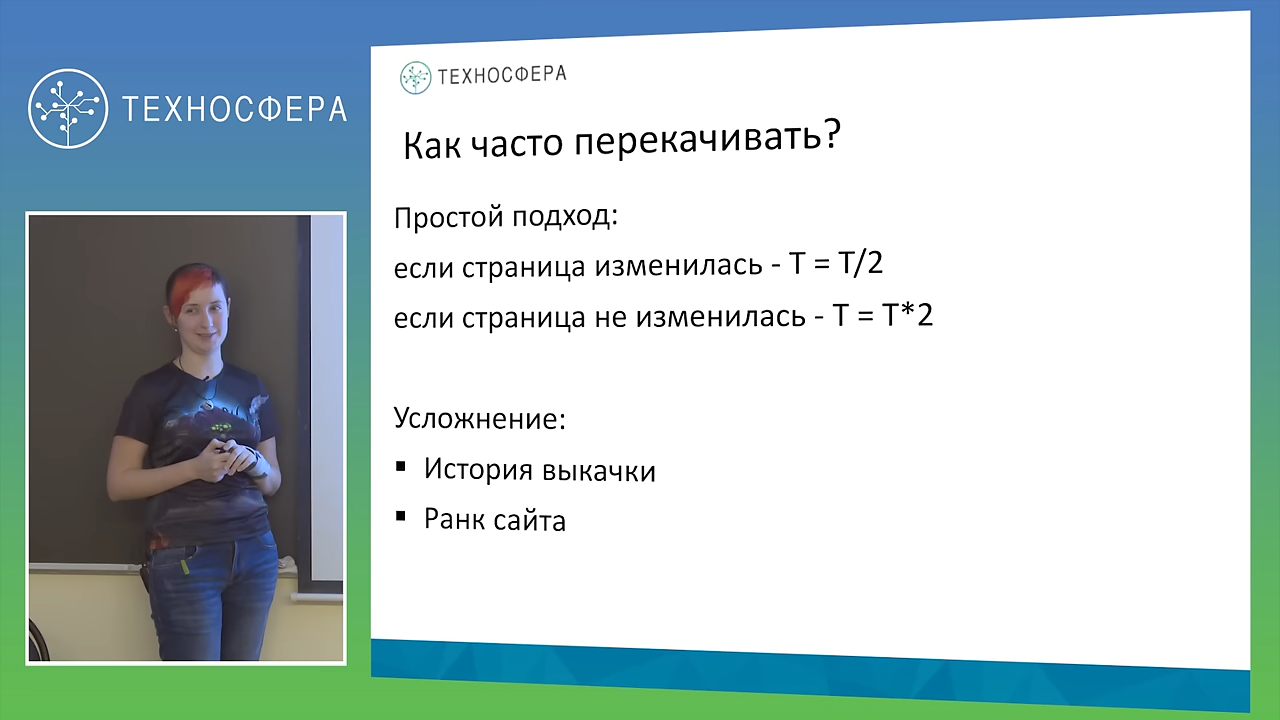 ТЕХНОСФЕРА
ТЕХНОСФЕРА
Как часто перекачивать?
Простой подход:
если страница изменилась - T = T/2
если страница не изменилась - T = T*2
Усложнение:
▪ История выкачки
▪ Ранк сайта